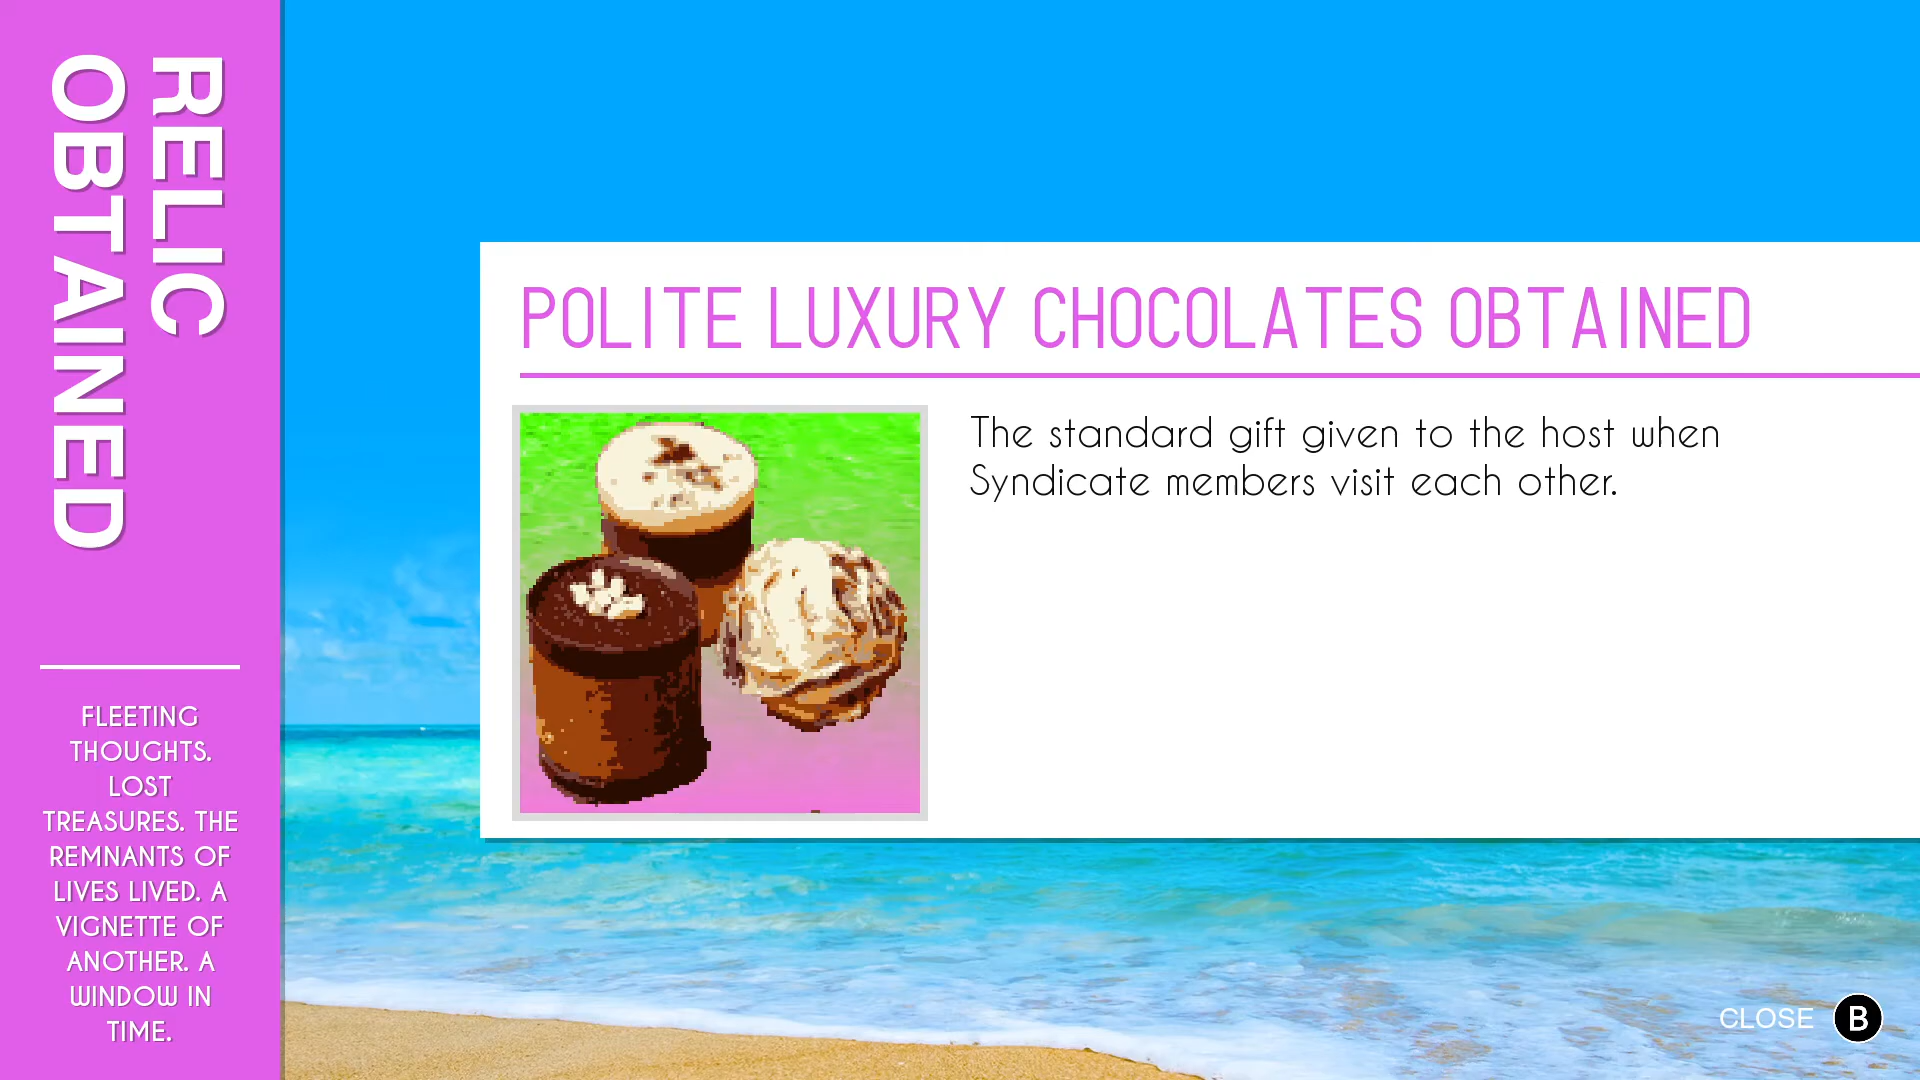 RELIC
OBTAINED
FLEETING
THOUGHTS.
LOST
TREASURES. THE
REMNANTS OF
LIVES LIVED. A
VIGNETTE OF
ANOTHER. A
WINDOW IN
TIME.
POLITE LUXURY CHOCOLATES OBTAINED
The standard gift given to the host when
Syndicate members visit each other.
CLOSE B